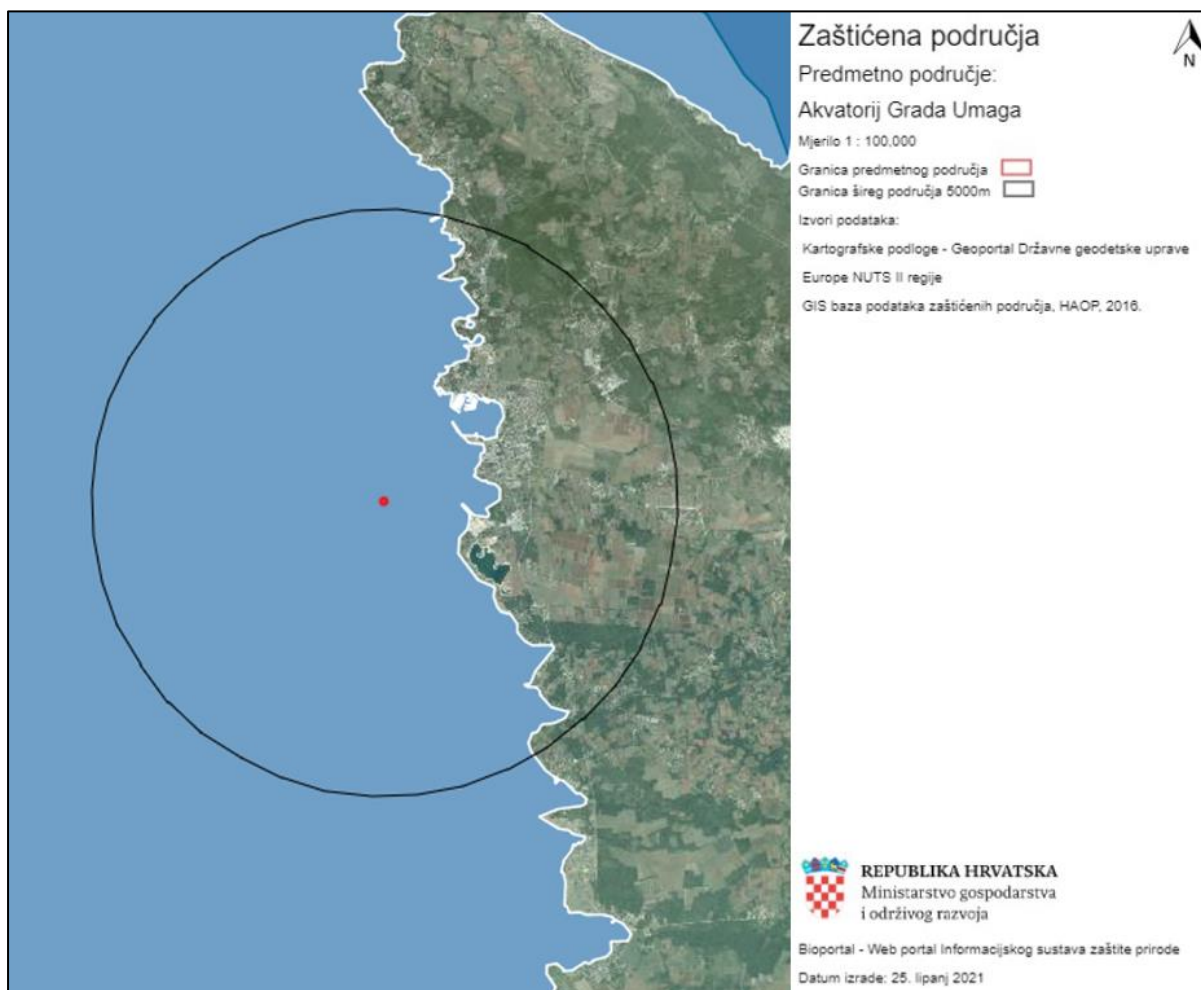 Zaštićena područja
N
Predmetno područje:
Akvatorij Grada Umaga
Mjerilo 1 : 100.000
Granica predmetnog područja
Granica šireg područja 5000m
Izvori podataka:
Kartografske podloge - Geoportal Državne geodetske uprave
Europe NUTS II regije
GIS baza podataka zaštićenih područja, HAOP, 2016.
REPUBLIKA HRVATSKA
Ministarstvo gospodarstva
i održivog razvoja
Bioportal - Web portal Informacijskog sustava zaštite prirode
Datum izrade: 25. lipanj 2021